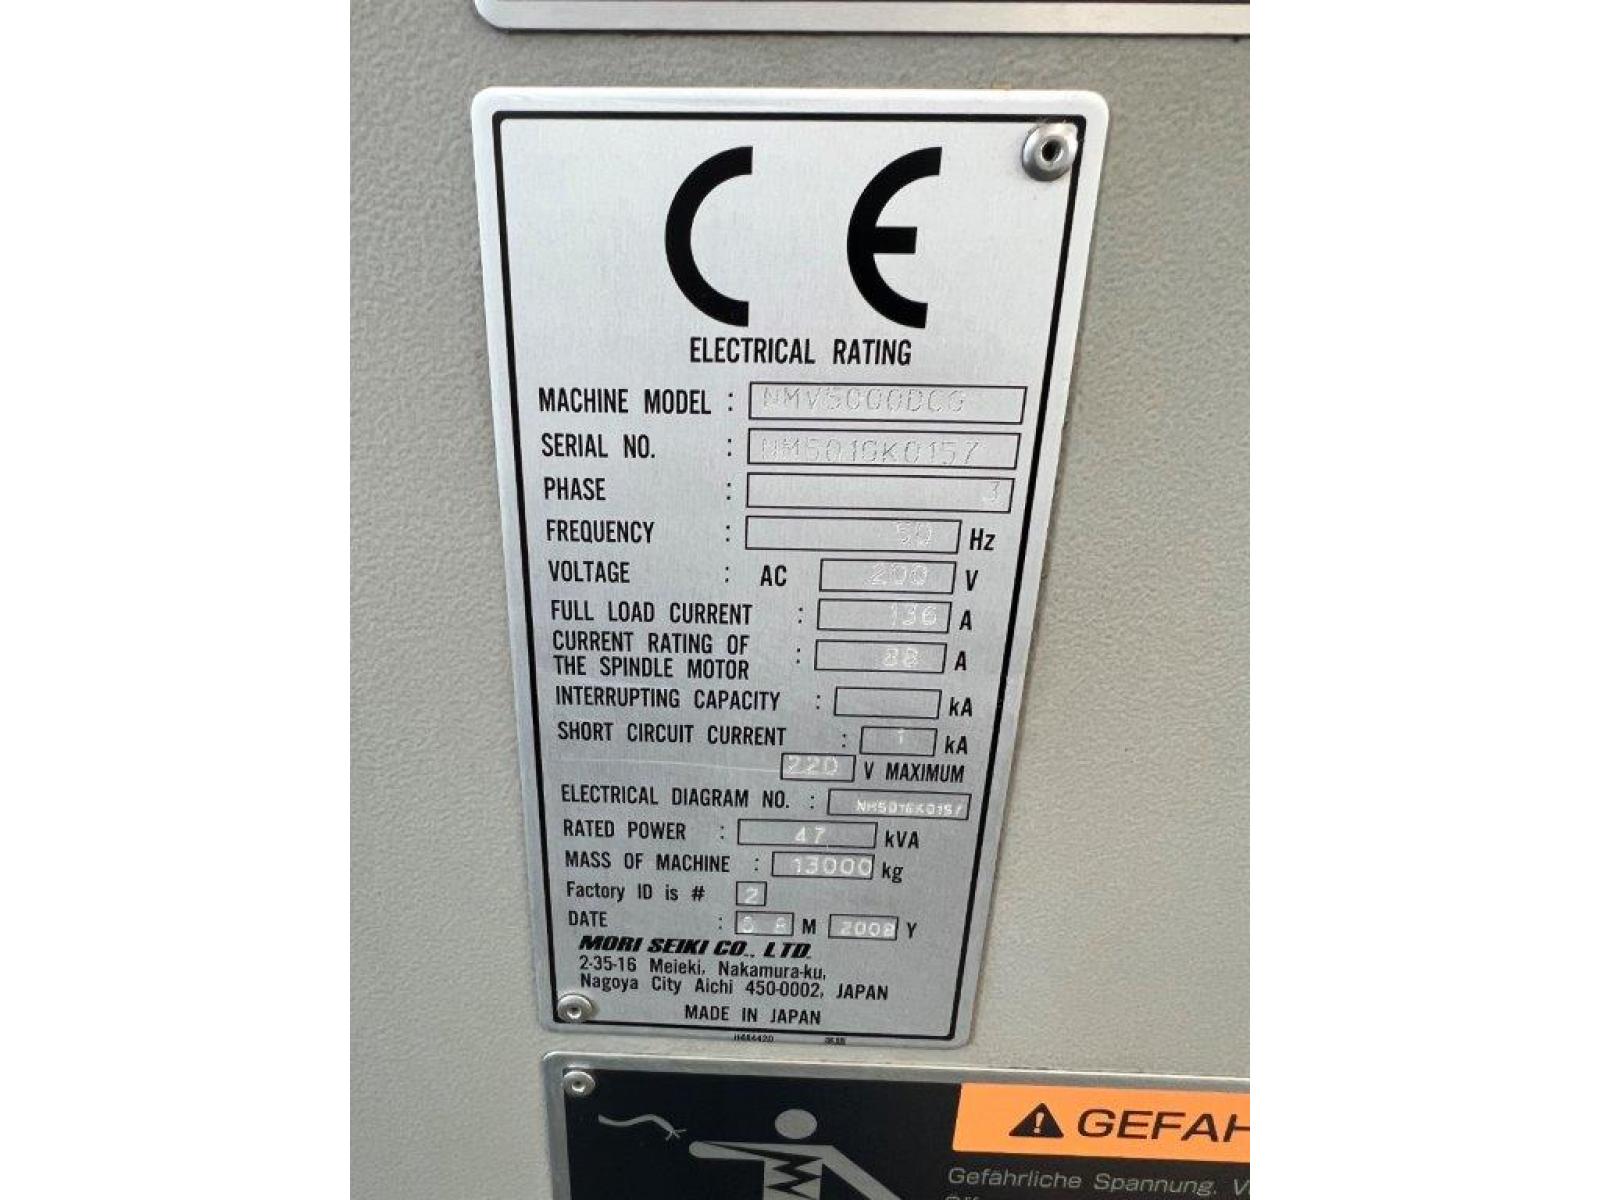 CE
ELECTRICAL RATING
MACHINE MODEL : NMV5000DCG
SERIAL NO. : NM501GK0157
PHASE : 3
FREQUENCY : 50 Hz
VOLTAGE : AC 200 V
FULL LOAD CURRENT : 136 A
CURRENT RATING OF
THE SPINDLE MOTOR : 88 A
INTERRUPTING CAPACITY : kA
SHORT CIRCUIT CURRENT : 1 kA
220 V MAXIMUM
ELECTRICAL DIAGRAM NO. : NM501GK0157
RATED POWER : 47 kVA
MASS OF MACHINE : 13000 kg
Factory ID is # 2
DATE : M 2008 Y
MORI SEIKI CO., LTD.
2-35-16 Meieki, Nakamura-ku,
Nagoya City Aichi 450-0002, JAPAN
MADE IN JAPAN
GEFAH
Gefährliche Spannung. V